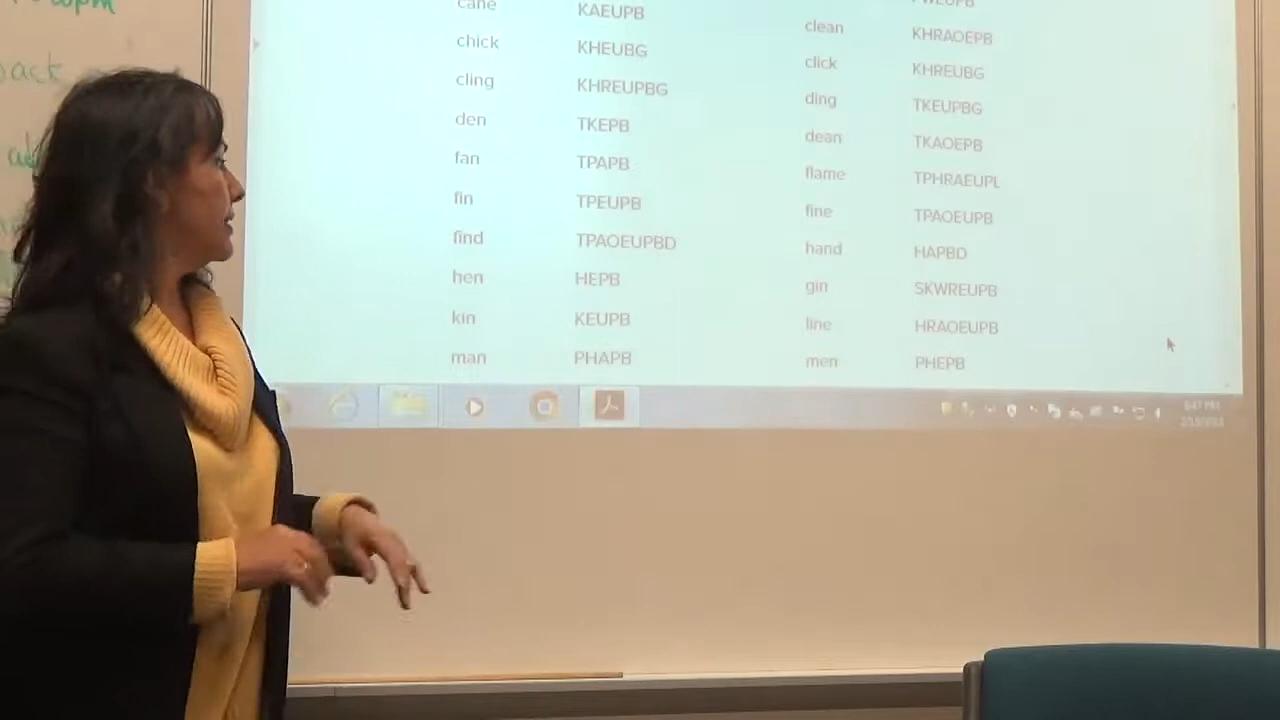 cane KAEUPB
clean KHRAOEPB
chick KHEUBG
click KHREUBG
cling KHREUPBG
ding TKEUPBG
den TKEPB
dean TKAOEPB
fan TPAPB
flame TPHRAEUPL
fin TPEUPB
fine TPAOEUPB
find TPAOEUPBD
hand HAPBD
hen HEPB
gin SKWREUPB
kin KEUPB
line HRAOEUPB
man PHAPB
men PHEPB